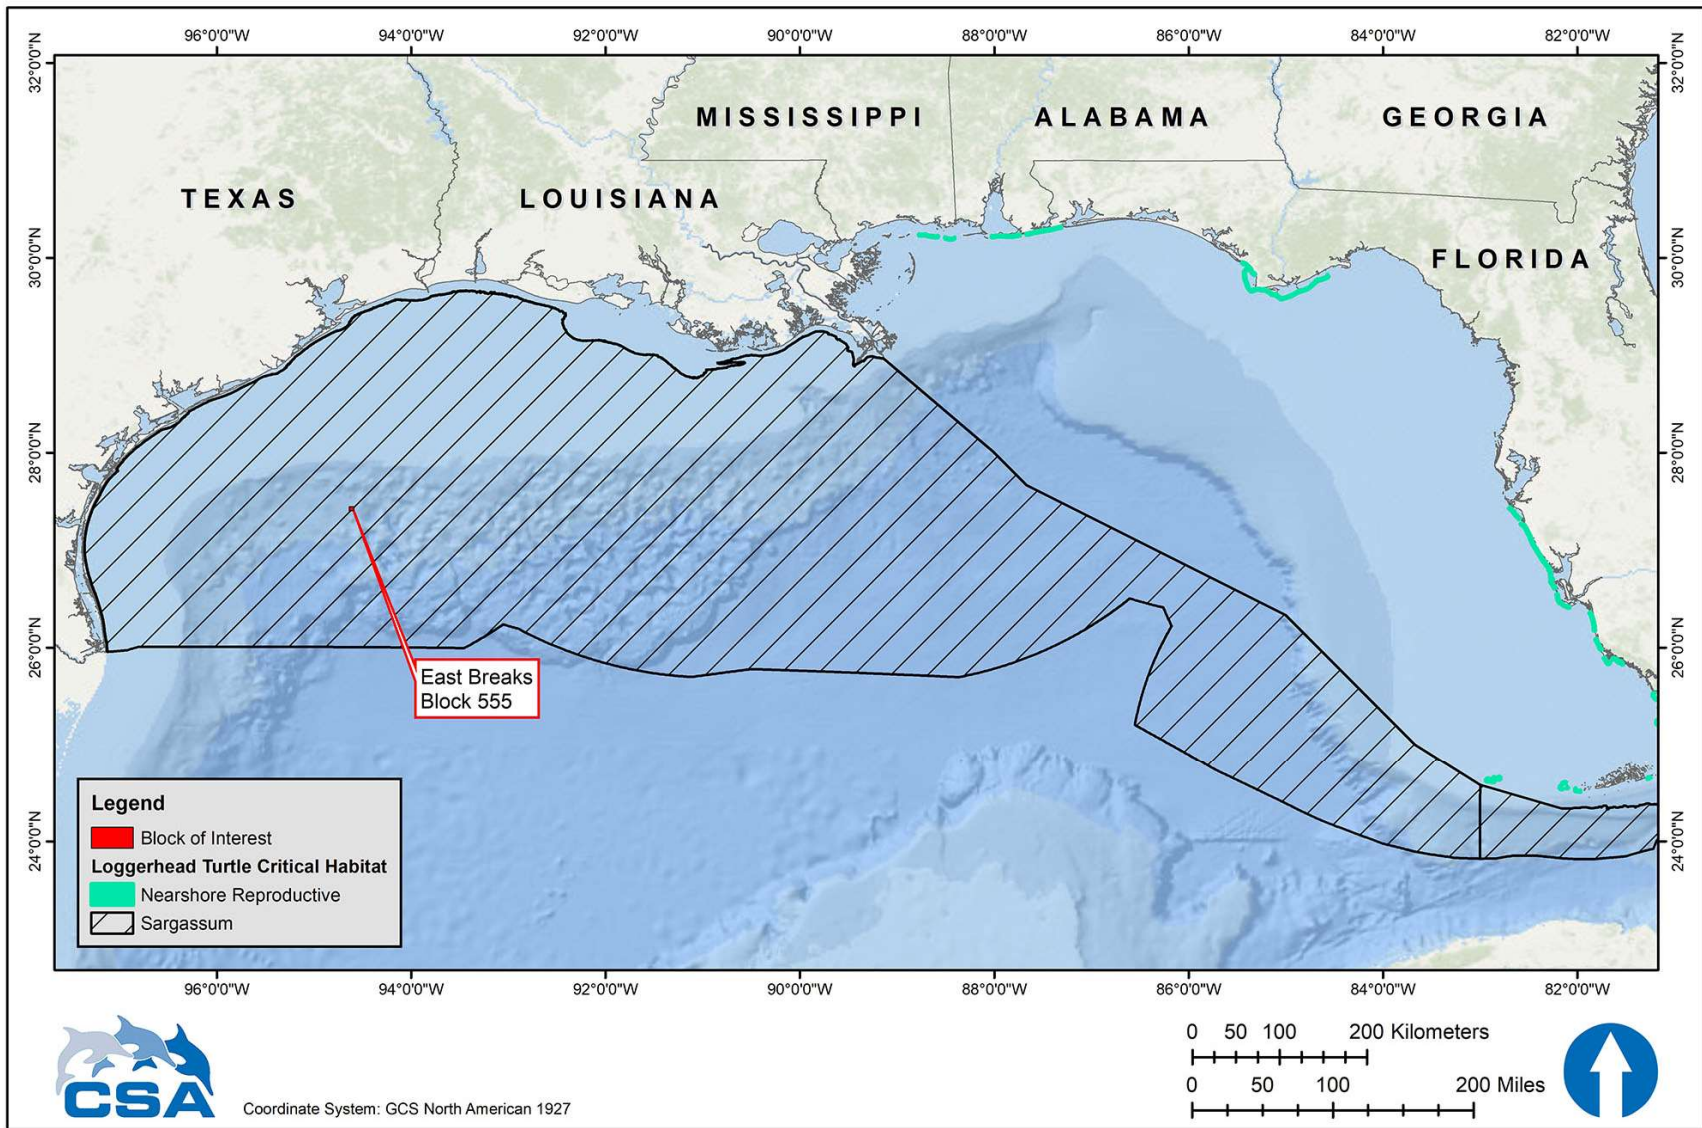 96°0'0"W 94°0'0"W 92°0'0"W 90°0'0"W 88°0'0"W 86°0'0"W 84°0'0"W 82°0'0"W
32°0'0"N 32°0'0"N
MISSISSIPPI ALABAMA GEORGIA
TEXAS LOUISIANA
30°0'0"N FLORIDA 30°0'0"N
28°0'0"N 28°0'0"N
26°0'0"N 26°0'0"N
East Breaks
Block 555
Legend
Block of Interest
24°0'0"N 24°0'0"N
Loggerhead Turtle Critical Habitat
Nearshore Reproductive
Sargassum
96°0'0"W 94°0'0"W 92°0'0"W 90°0'0"W 88°0'0"W 86°0'0"W 84°0'0"W 82°0'0"W
0 50 100 200 Kilometers
0 50 100 200 Miles
CSA
Coordinate System: GCS North American 1927